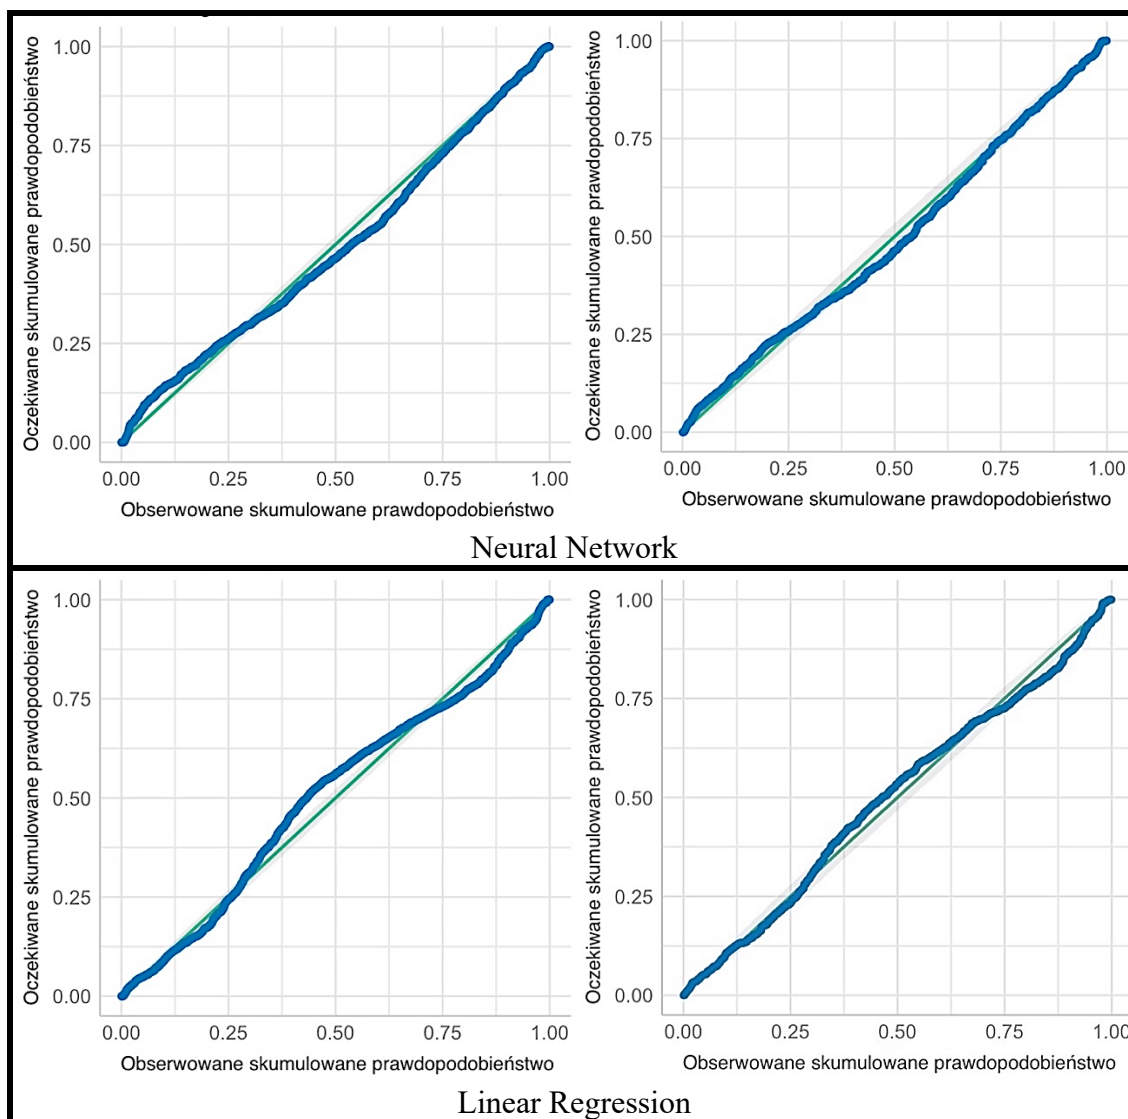 Oczekiwane skumulowane prawdopodobieństwo
1.00
0.75
0.50
0.25
0.00
0.00 0.25 0.50 0.75 1.00
Obserwowane skumulowane prawdopodobieństwo
Oczekiwane skumulowane prawdopodobieństwo
1.00
0.75
0.50
0.25
0.00
0.00 0.25 0.50 0.75 1.00
Obserwowane skumulowane prawdopodobieństwo
Neural Network
Oczekiwane skumulowane prawdopodobieństwo
1.00
0.75
0.50
0.25
0.00
0.00 0.25 0.50 0.75 1.00
Obserwowane skumulowane prawdopodobieństwo
Oczekiwane skumulowane prawdopodobieństwo
1.00
0.75
0.50
0.25
0.00
0.00 0.25 0.50 0.75 1.00
Obserwowane skumulowane prawdopodobieństwo
Linear Regression